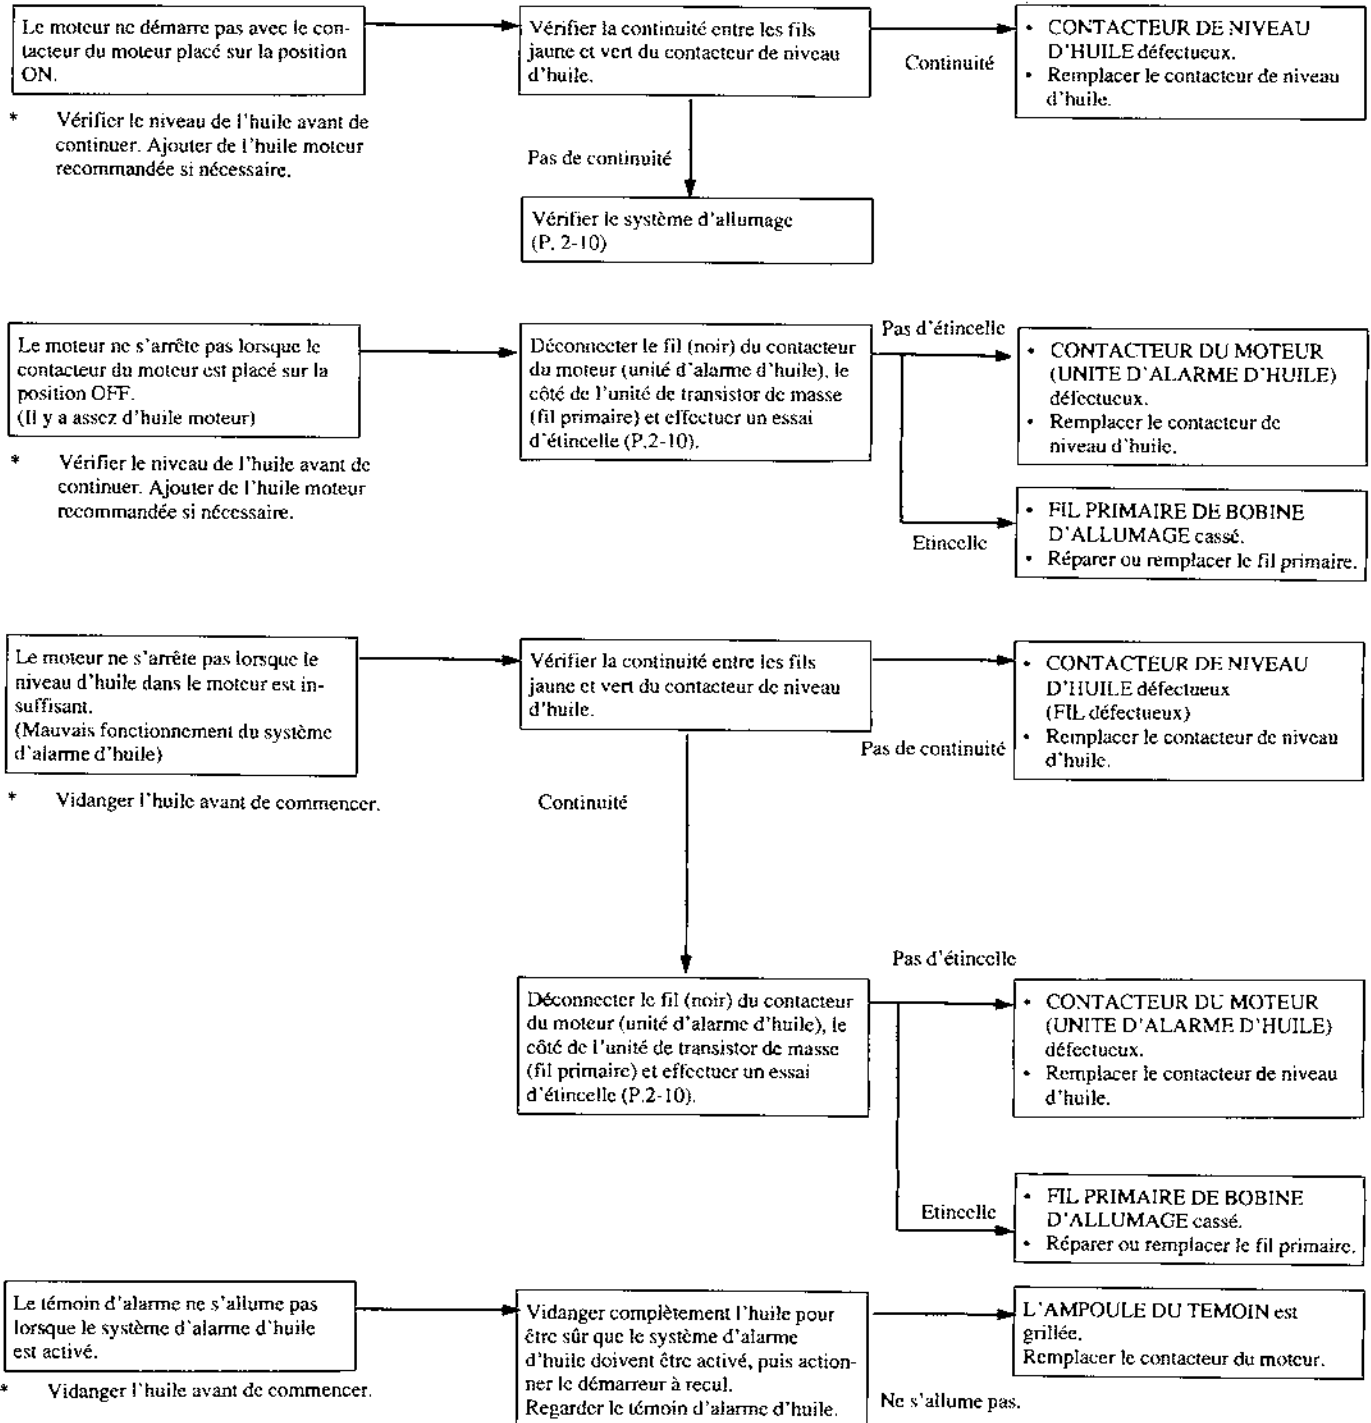 Le moteur ne démarre pas avec le con-
tacteur du moteur placé sur la position
ON.
* Vérifier le niveau de l'huile avant de
continuer. Ajouter de l'huile moteur
recommandée si nécessaire.
Vérifier la continuité entre les fils
jaune et vert du contacteur de niveau
d'huile.
Continuité
• CONTACTEUR DE NIVEAU
D'HUILE défectueux.
• Remplacer le contacteur de niveau
d'huile.
Pas de continuité
Vérifier le système d'allumage
(P. 2-10)
Le moteur ne s'arrête pas lorsque le
contacteur du moteur est placé sur la
position OFF.
(Il y a assez d'huile moteur)
* Vérifier le niveau de l'huile avant de
continuer. Ajouter de l'huile moteur
recommandée si nécessaire.
Déconnecter le fil (noir) du contacteur
du moteur (unité d'alarme d'huile), le
côté de l'unité de transistor de masse
(fil primaire) et effectuer un essai
d'étincelle (P.2-10).
Pas d'étincelle
• CONTACTEUR DU MOTEUR
(UNITE D'ALARME D'HUILE)
défectueux.
• Remplacer le contacteur de
niveau d'huile.
Etincelle
• FIL PRIMAIRE DE BOBINE
D'ALLUMAGE cassé.
• Réparer ou remplacer le fil primaire.
Le moteur ne s'arrête pas lorsque le
niveau d'huile dans le moteur est in-
suffisant.
(Mauvais fonctionnement du système
d'alarme d'huile)
* Vidanger l'huile avant de commencer.
Vérifier la continuité entre les fils
jaune et vert du contacteur de niveau
d'huile.
Pas de continuité
• CONTACTEUR DE NIVEAU
D'HUILE défectueux
(FIL défectueux)
• Remplacer le contacteur de niveau
d'huile.
Continuité
Déconnecter le fil (noir) du contacteur
du moteur (unité d'alarme d'huile), le
côté de l'unité de transistor de masse
(fil primaire) et effectuer un essai
d'étincelle (P.2-10).
Pas d'étincelle
• CONTACTEUR DU MOTEUR
(UNITE D'ALARME D'HUILE)
défectueux.
• Remplacer le contacteur de niveau
d'huile.
Etincelle
• FIL PRIMAIRE DE BOBINE
D'ALLUMAGE cassé.
• Réparer ou remplacer le fil primaire.
Le témoin d'alarme ne s'allume pas
lorsque le système d'alarme d'huile
est activé.
* Vidanger l'huile avant de commencer.
Vidanger complètement l'huile pour
être sûr que le système d'alarme
d'huile doivent être activé, puis action-
ner le démarreur à recul.
Regarder le témoin d'alarme d'huile.
Ne s'allume pas.
L'AMPOULE DU TEMOIN est
grillée.
Remplacer le contacteur du moteur.